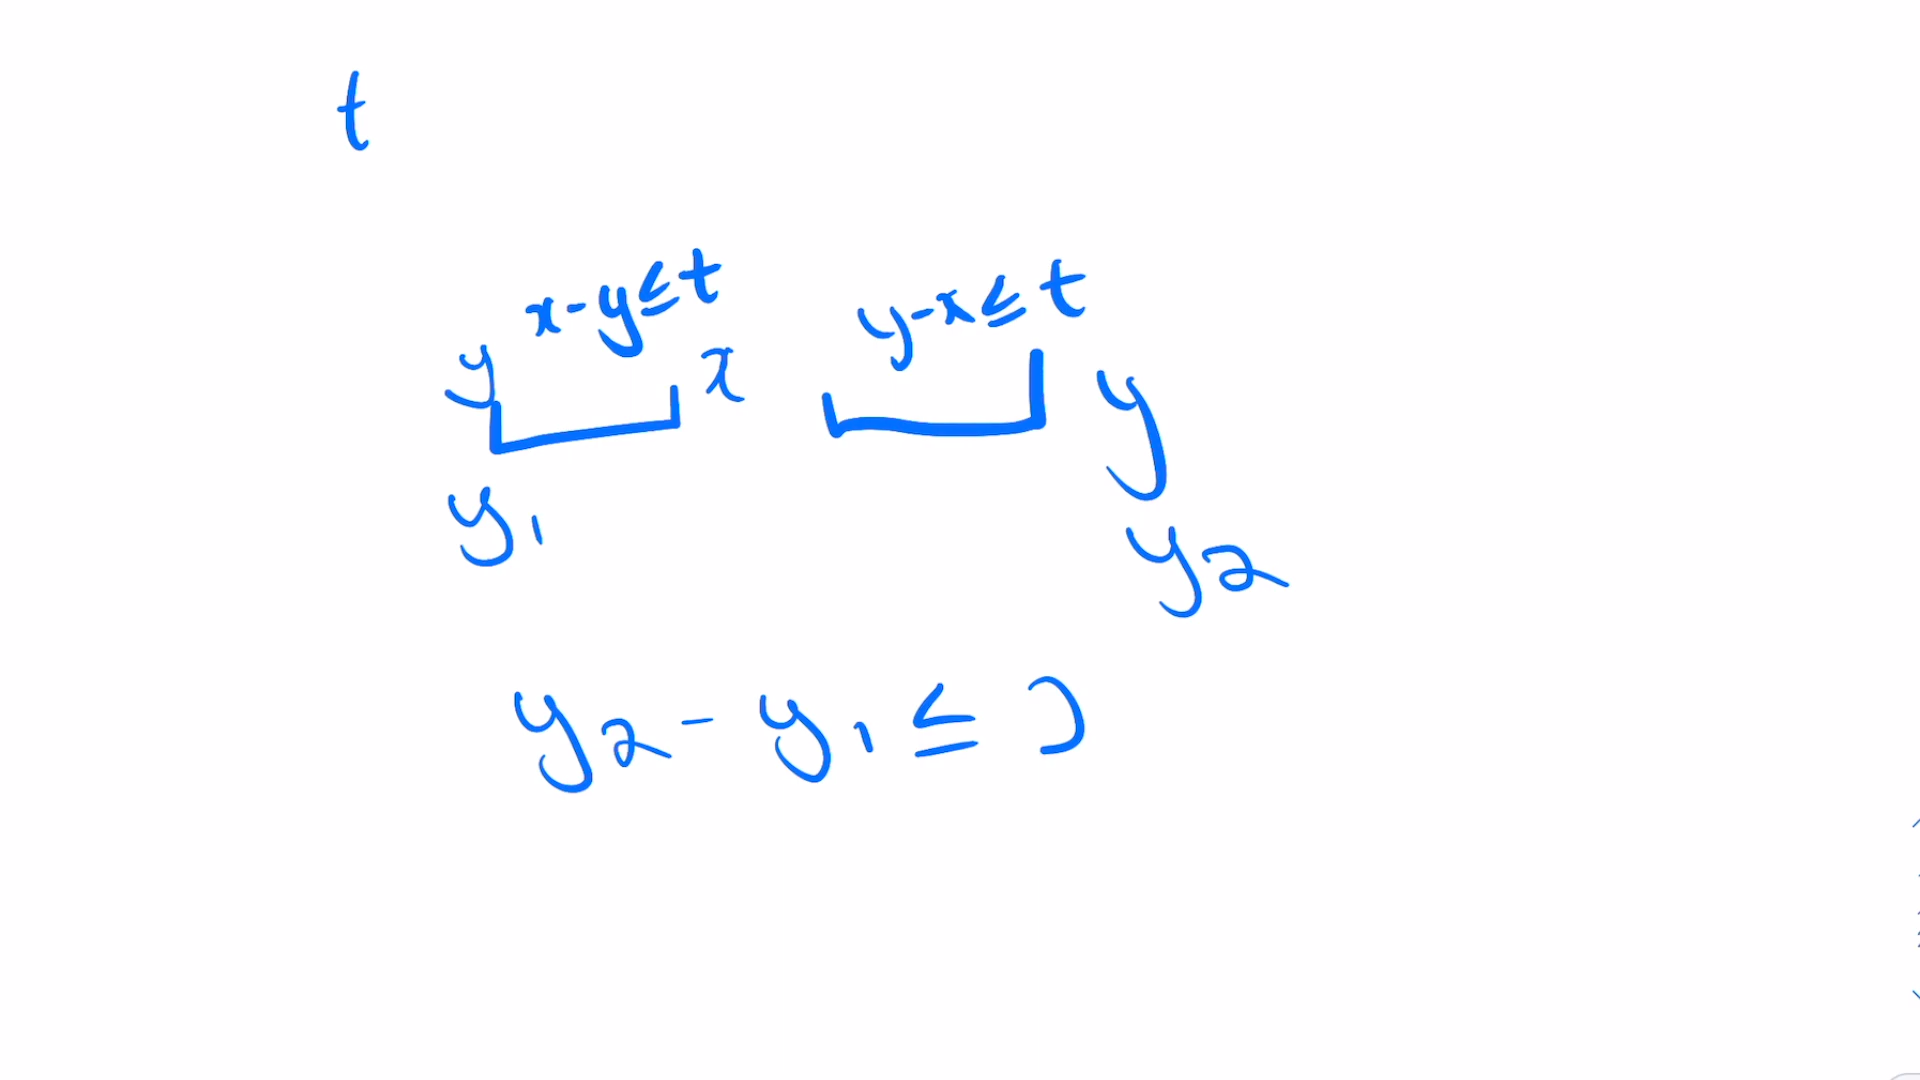 t
x-y≤t
y-x≤t
y
x
y
y₁
y₂
y₂ - y₁ ≤